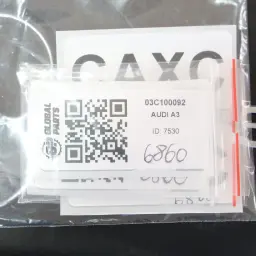 CAXC
GLOBAL
PARTS
03C100092
AUDI A3
ID: 7530
6860